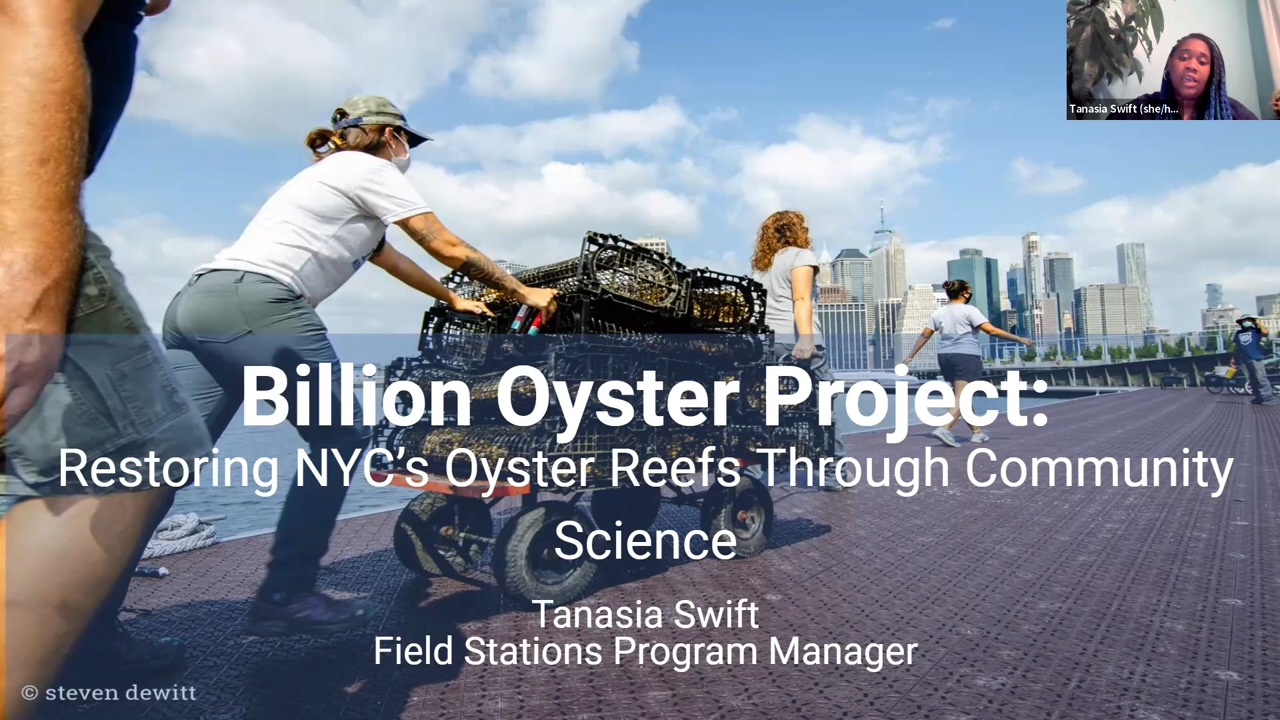 Tanasia Swift (she/h...
Billion Oyster Project:
Restoring NYC’s Oyster Reefs Through Community
Science
Tanasia Swift
Field Stations Program Manager
© steven dewitt